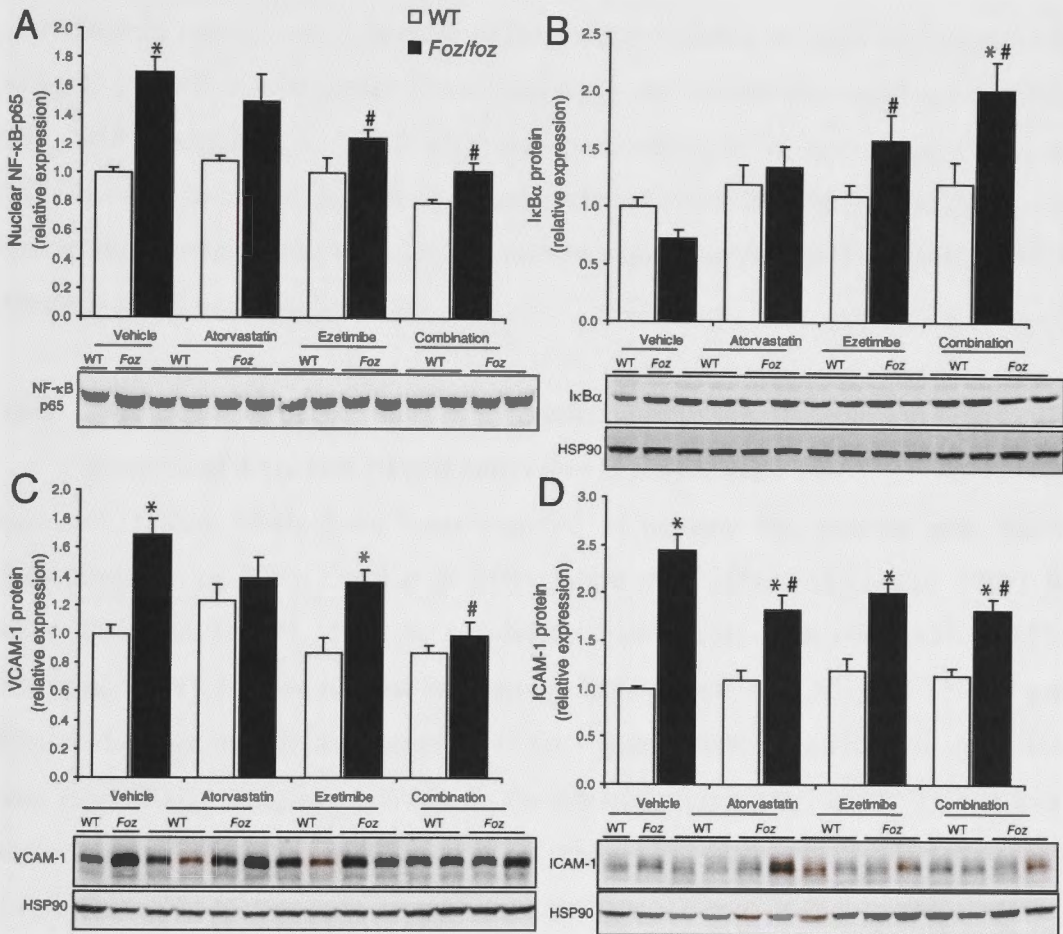 A
WT
Foz/foz
Nuclear NF-κB-p65
(relative expression)
2.0
1.8
1.6
1.4
1.2
1.0
0.8
0.6
0.4
0.2
0.0
*
#
#
Vehicle Atorvastatin Ezetimibe Combination
WT Foz WT Foz WT Foz WT Foz
NF-κB
p65
B
IκBα protein
(relative expression)
2.5
2.0
1.5
1.0
0.5
0.0
#
* #
Vehicle Atorvastatin Ezetimibe Combination
WT Foz WT Foz WT Foz WT Foz
IκBα
HSP90
C
VCAM-1 protein
(relative expression)
2.0
1.8
1.6
1.4
1.2
1.0
0.8
0.6
0.4
0.2
0.0
*
*
#
Vehicle Atorvastatin Ezetimibe Combination
WT Foz WT Foz WT Foz WT Foz
VCAM-1
HSP90
D
ICAM-1 protein
(relative expression)
3.0
2.5
2.0
1.5
1.0
0.5
0.0
*
* #
*
* #
Vehicle Atorvastatin Ezetimibe Combination
WT Foz WT Foz WT Foz WT Foz
ICAM-1
HSP90